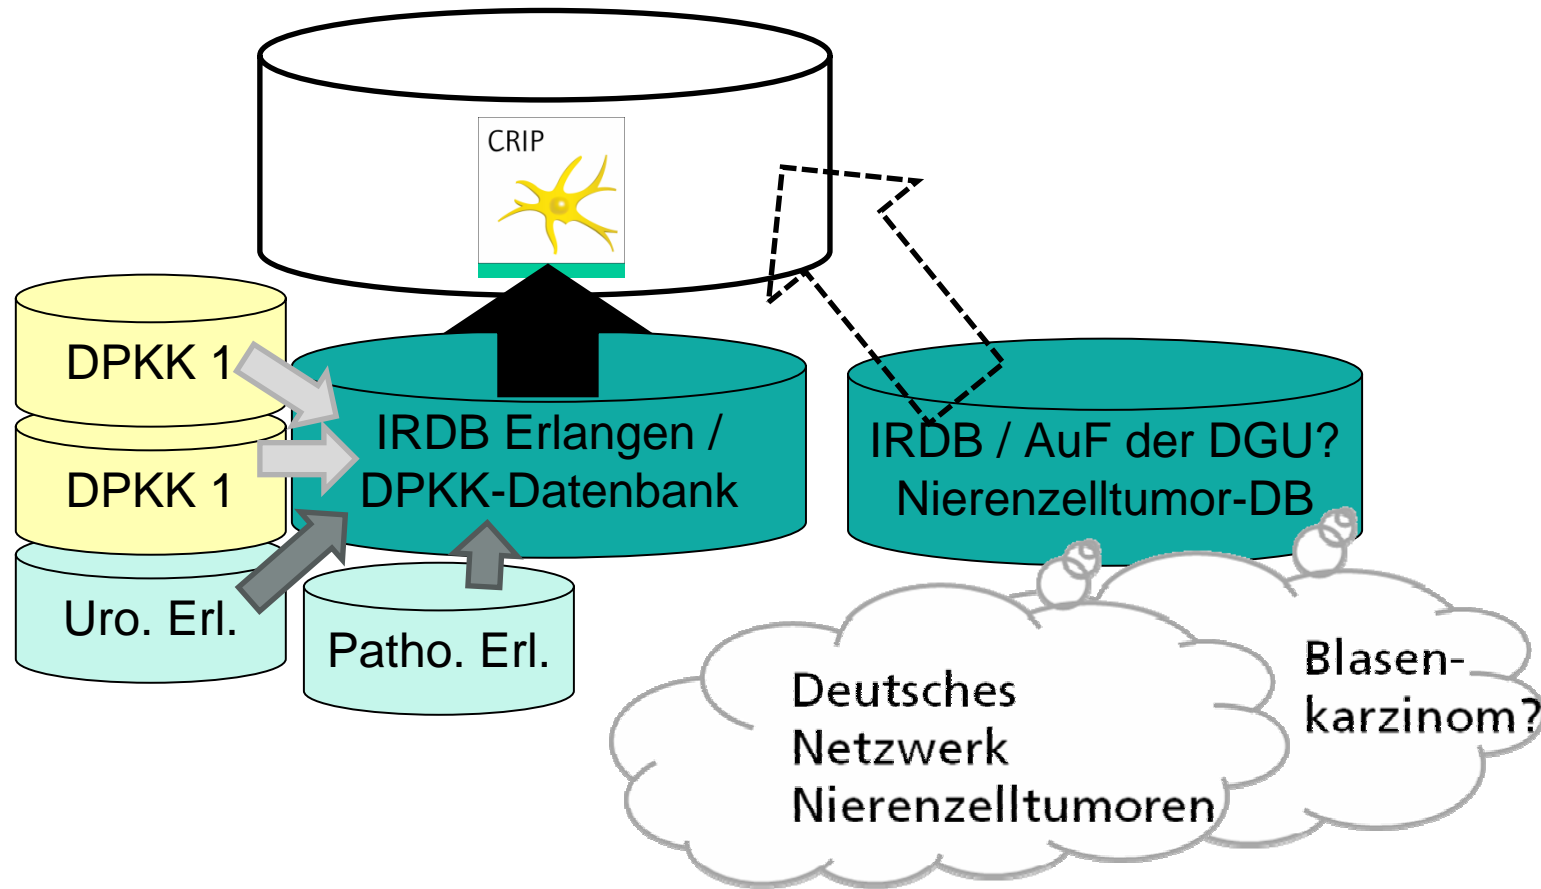 CRIP
DPKK 1
DPKK 1
Uro. Erl.
Patho. Erl.
IRDB Erlangen /
DPKK-Datenbank
IRDB / AuF der DGU?
Nierenzelltumor-DB
Deutsches
Netzwerk
Nierenzelltumoren
Blasen-
karzinom?